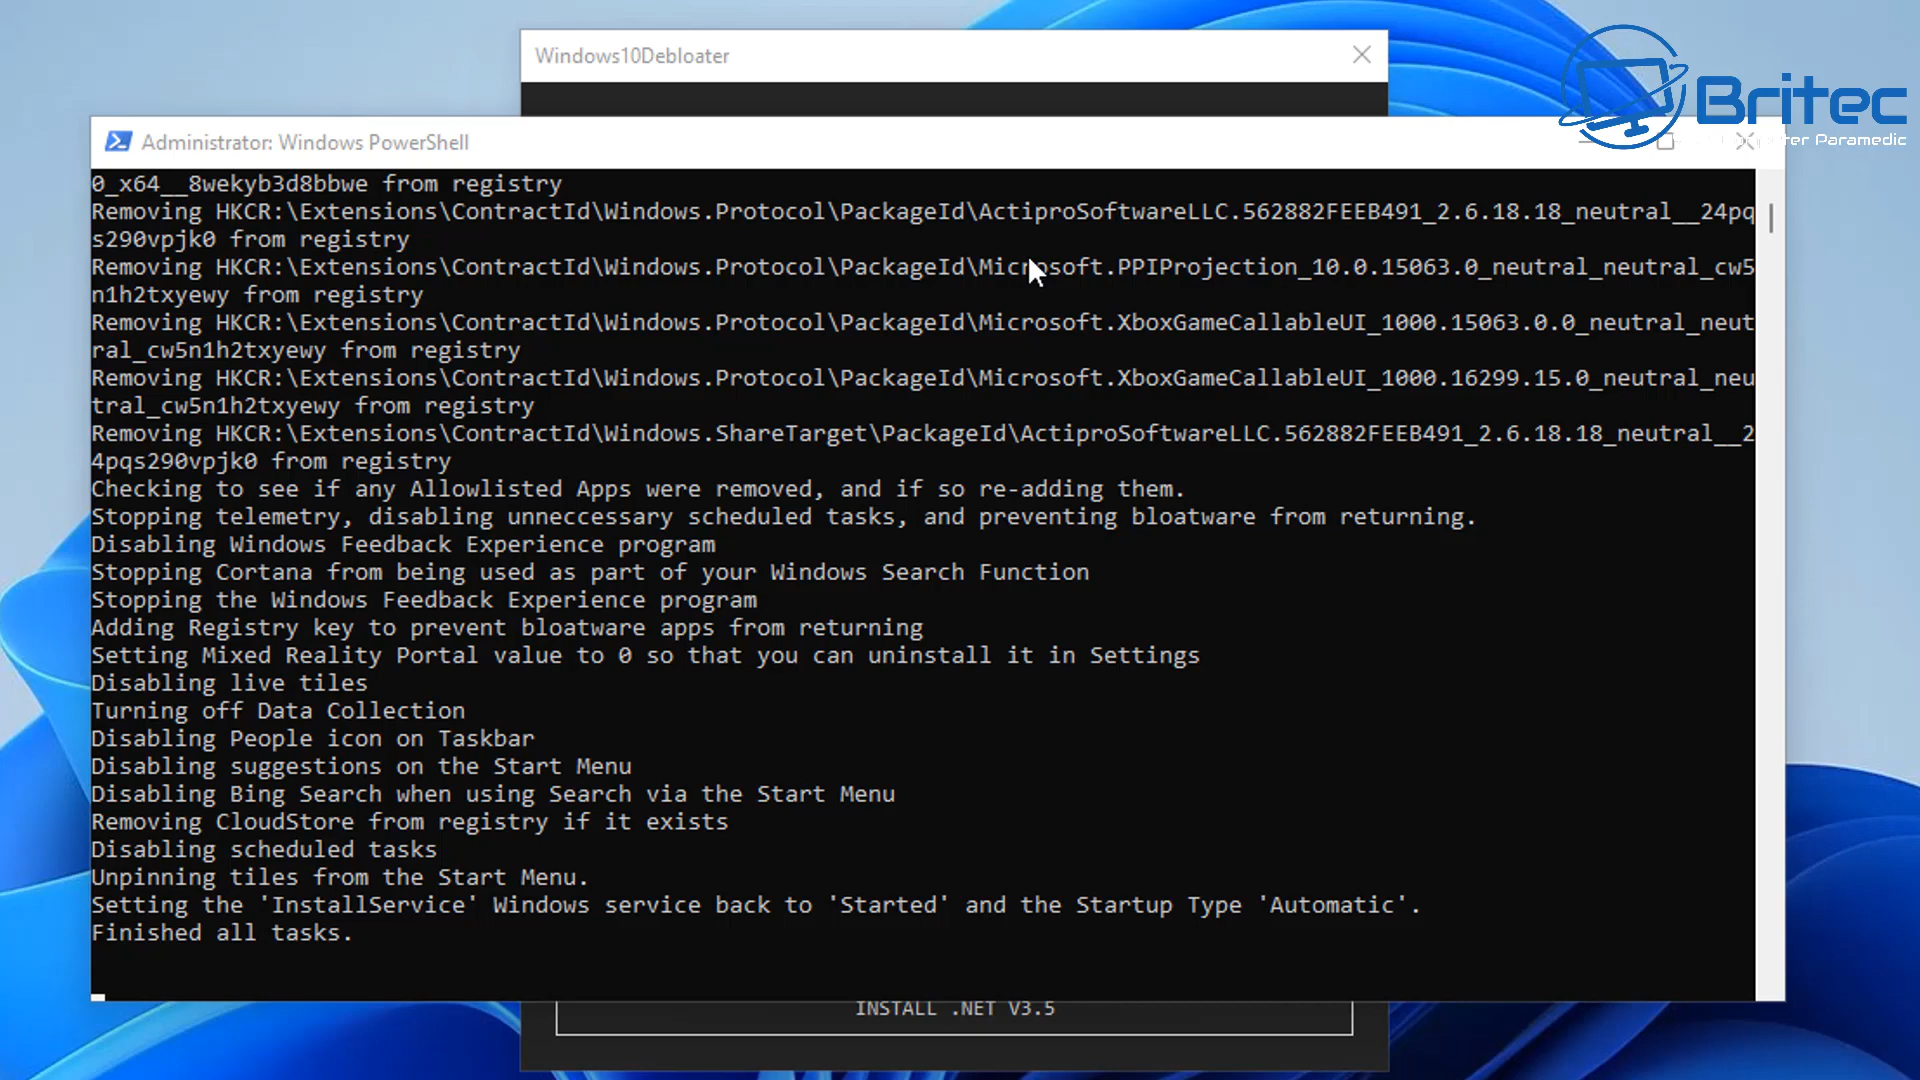 Windows10Debloater
Britec
ter Paramedic
Administrator: Windows PowerShell
0_x64__8wekyb3d8bbwe from registry
Removing HKCR:\Extensions\ContractId\Windows.Protocol\PackageId\ActiproSoftwareLLC.562882FEEB491_2.6.18.18_neutral__24pq
s290vpjk0 from registry
Removing HKCR:\Extensions\ContractId\Windows.Protocol\PackageId\Microsoft.PPIProjection_10.0.15063.0_neutral_neutral_cw5
n1h2txyewy from registry
Removing HKCR:\Extensions\ContractId\Windows.Protocol\PackageId\Microsoft.XboxGameCallableUI_1000.15063.0.0_neutral_neut
ral_cw5n1h2txyewy from registry
Removing HKCR:\Extensions\ContractId\Windows.Protocol\PackageId\Microsoft.XboxGameCallableUI_1000.16299.15.0_neutral_neu
tral_cw5n1h2txyewy from registry
Removing HKCR:\Extensions\ContractId\Windows.ShareTarget\PackageId\ActiproSoftwareLLC.562882FEEB491_2.6.18.18_neutral__2
4pqs290vpjk0 from registry
Checking to see if any Allowlisted Apps were removed, and if so re-adding them.
Stopping telemetry, disabling unneccessary scheduled tasks, and preventing bloatware from returning.
Disabling Windows Feedback Experience program
Stopping Cortana from being used as part of your Windows Search Function
Stopping the Windows Feedback Experience program
Adding Registry key to prevent bloatware apps from returning
Setting Mixed Reality Portal value to 0 so that you can uninstall it in Settings
Disabling live tiles
Turning off Data Collection
Disabling People icon on Taskbar
Disabling suggestions on the Start Menu
Disabling Bing Search when using Search via the Start Menu
Removing CloudStore from registry if it exists
Disabling scheduled tasks
Unpinning tiles from the Start Menu.
Setting the 'InstallService' Windows service back to 'Started' and the Startup Type 'Automatic'.
Finished all tasks.
INSTALL .NET V3.5